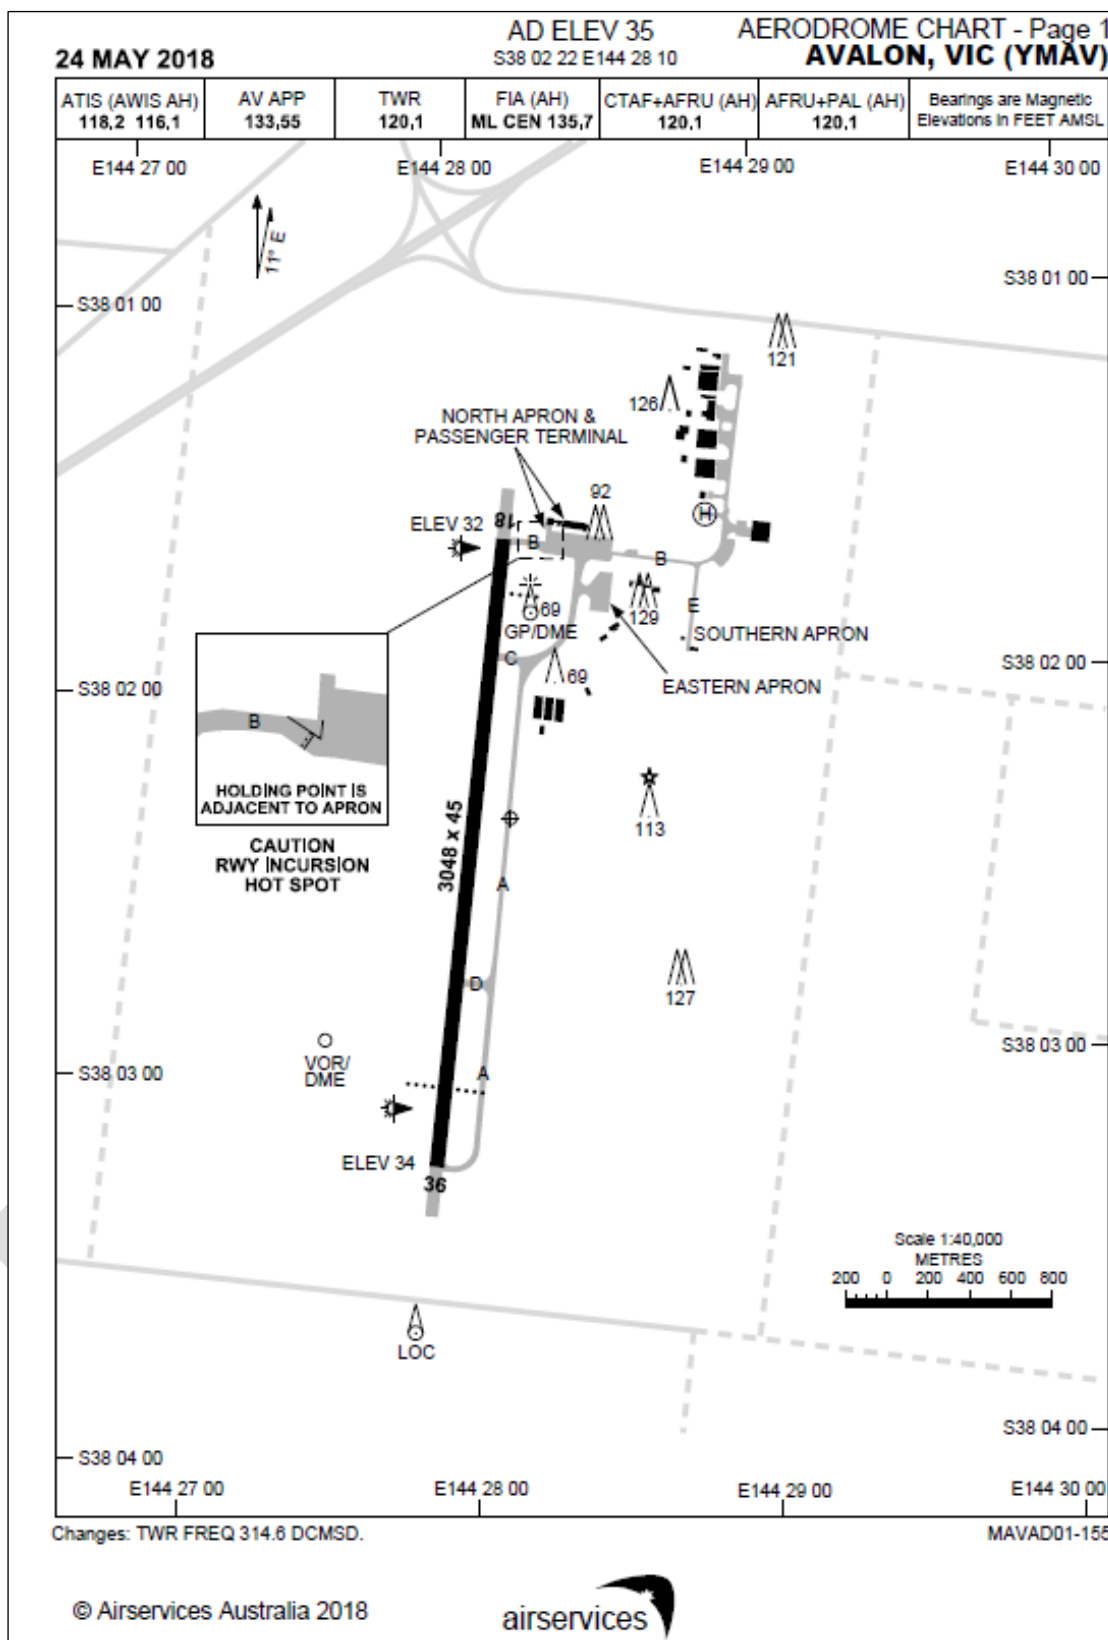 AD ELEV 35
AERODROME CHART - Page 1
24 MAY 2018
S38 02 22 E144 28 10
AVALON, VIC (YMAV)
ATIS (AWIS AH)
118,2 116,1
AV APP
133,55
TWR
120,1
FIA (AH)
ML CEN 135,7
CTAF+AFRU (AH)
120,1
AFRU+PAL (AH)
120,1
Bearings are Magnetic
Elevations in FEET AMSL
E144 27 00
E144 28 00
E144 29 00
E144 30 00
11° E
S38 01 00
S38 01 00
121
126
NORTH APRON &
PASSENGER TERMINAL
92
ELEV 32
18
H
B
B
69
GP/DME
129
E
SOUTHERN APRON
C
69
EASTERN APRON
S38 02 00
S38 02 00
B
HOLDING POINT IS
ADJACENT TO APRON
CAUTION
RWY INCURSION
HOT SPOT
3048 x 45
113
A
D
127
VOR/
DME
S38 03 00
S38 03 00
A
ELEV 34
36
Scale 1:40,000
METRES
200 0 200 400 600 800
LOC
S38 04 00
S38 04 00
E144 27 00
E144 28 00
E144 29 00
E144 30 00
Changes: TWR FREQ 314.6 DCMSD.
MAVAD01-155
© Airservices Australia 2018
airservices